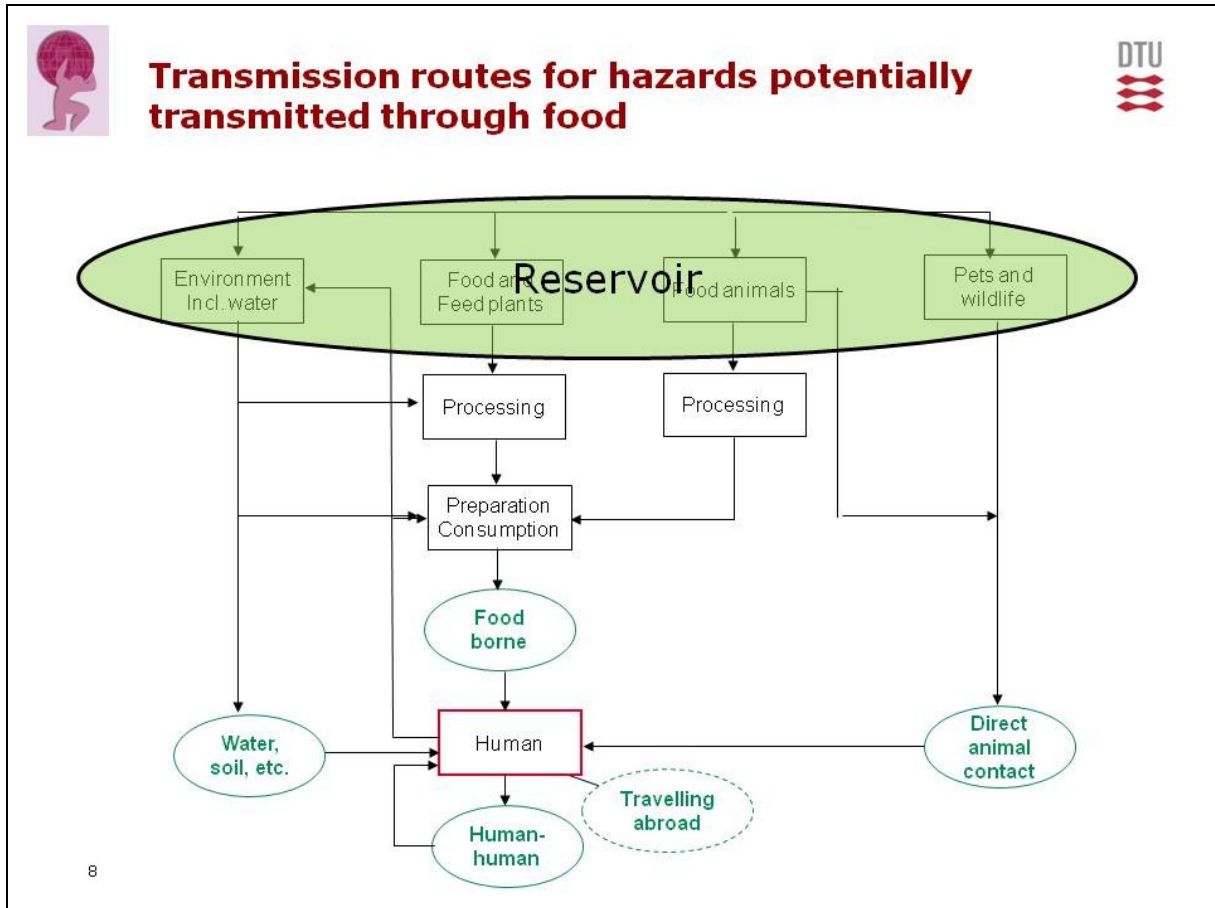 Transmission routes for hazards potentially
transmitted through food
DTU
Reservoir
Environment
Incl. water
Food and
Feed plants
Food animals
Pets and
wildlife
Processing
Processing
Preparation
Consumption
Food
borne
Water,
soil, etc.
Human
Direct
animal
contact
Travelling
abroad
Human-
human
8